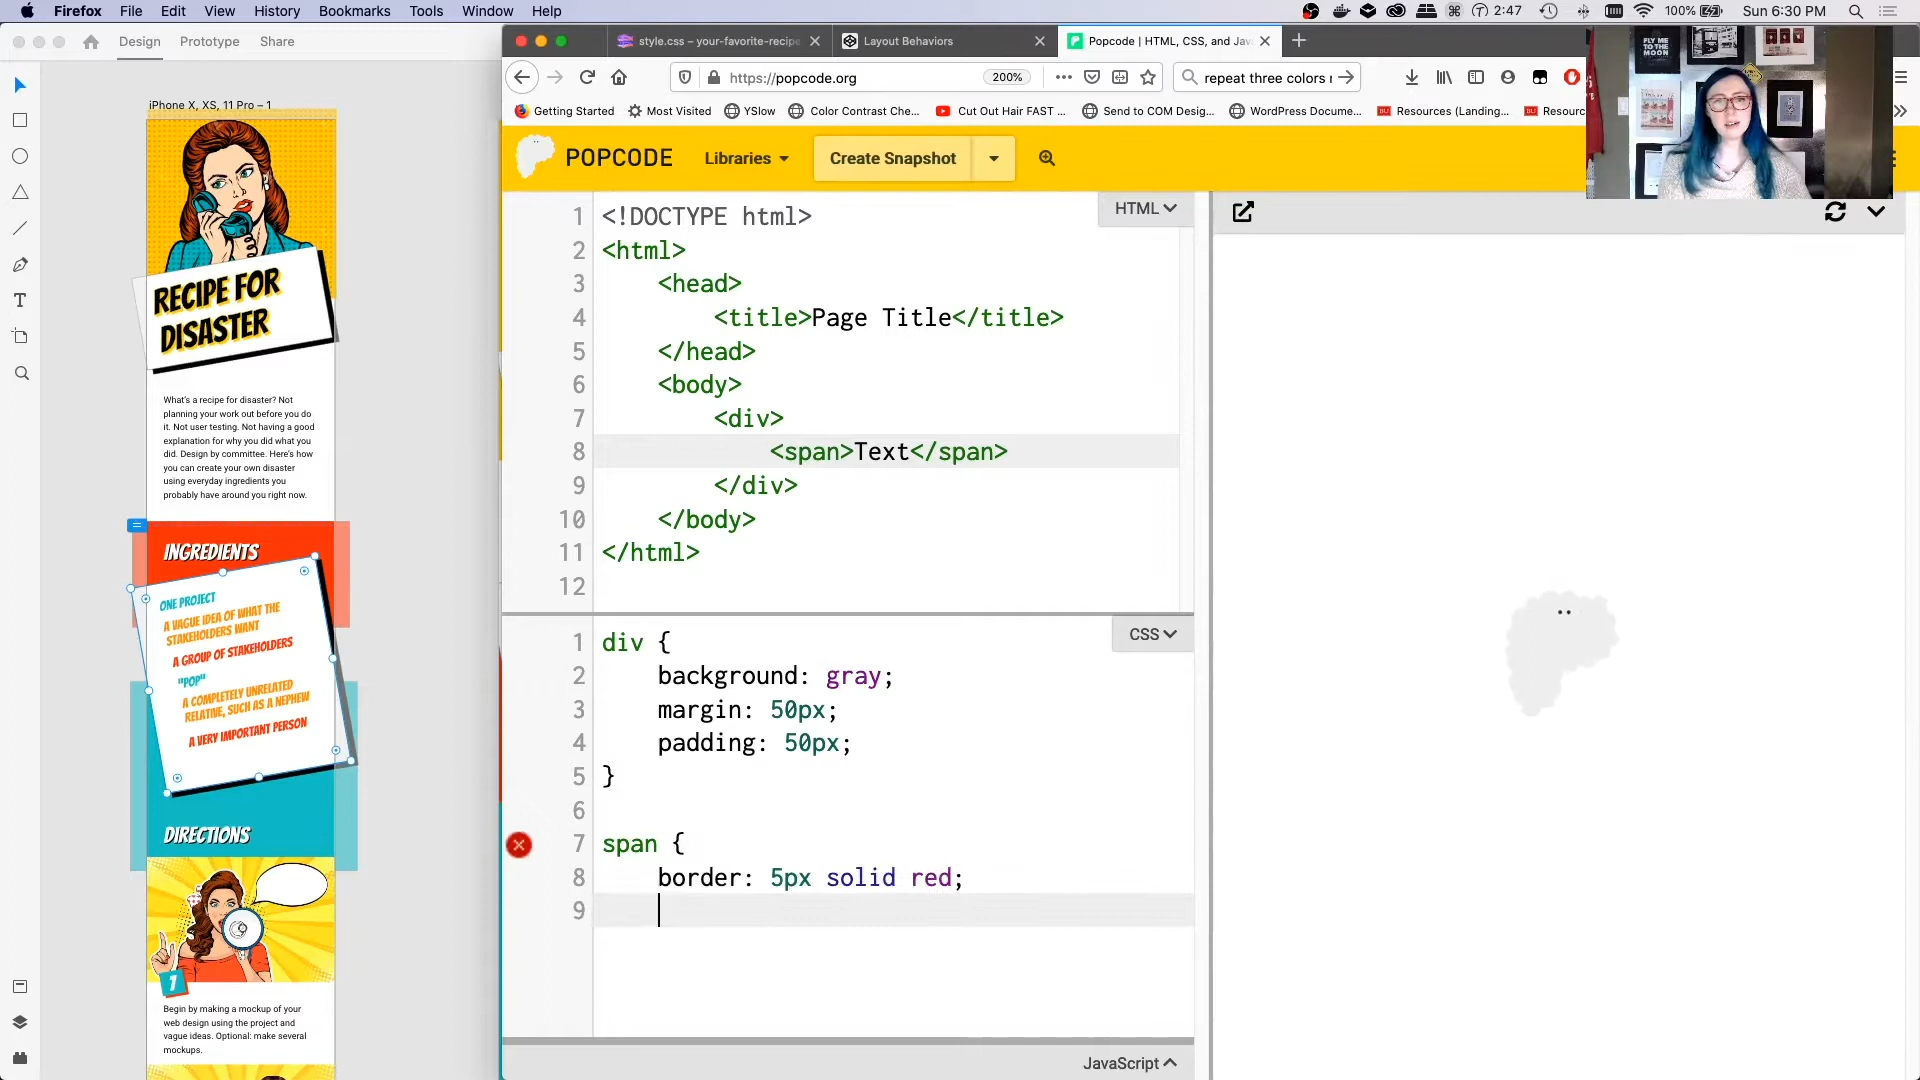 Firefox File Edit View History Bookmarks Tools Window Help
2:47 100% Sun 6:30 PM
Design Prototype Share
style.css – your-favorite-recipe
Layout Behaviors
Popcode | HTML, CSS, and Jav
https://popcode.org 200%
repeat three colors
Getting Started Most Visited YSlow Color Contrast Che... Cut Out Hair FAST ... Send to COM Desig... WordPress Docume... Resources (Landing... Resourc
FLY ME TO THE MOON
POPCODE Libraries Create Snapshot
iPhone X, XS, 11 Pro – 1
RECIPE FOR
DISASTER
What's a recipe for disaster? Not
planning your work out before you do
it. Not user testing. Not having a good
explanation for why you did what you
did. Design by committee. Here's how
you can create your own disaster
using everyday ingredients you
probably have around you right now.
INGREDIENTS
ONE PROJECT
A VAGUE IDEA OF WHAT THE
STAKEHOLDERS WANT
A GROUP OF STAKEHOLDERS
"POP"
A COMPLETELY UNRELATED
RELATIVE, SUCH AS A NEPHEW
A VERY IMPORTANT PERSON
DIRECTIONS
1
Begin by making a mockup of your
web design using the project and
vague ideas. Optional: make several
mockups.
HTML
1 <!DOCTYPE html>
2 <html>
3 <head>
4 <title>Page Title</title>
5 </head>
6 <body>
7 <div>
8 <span>Text</span>
9 </div>
10 </body>
11 </html>
12
CSS
1 div {
2 background: gray;
3 margin: 50px;
4 padding: 50px;
5 }
6
7 span {
8 border: 5px solid red;
9
JavaScript